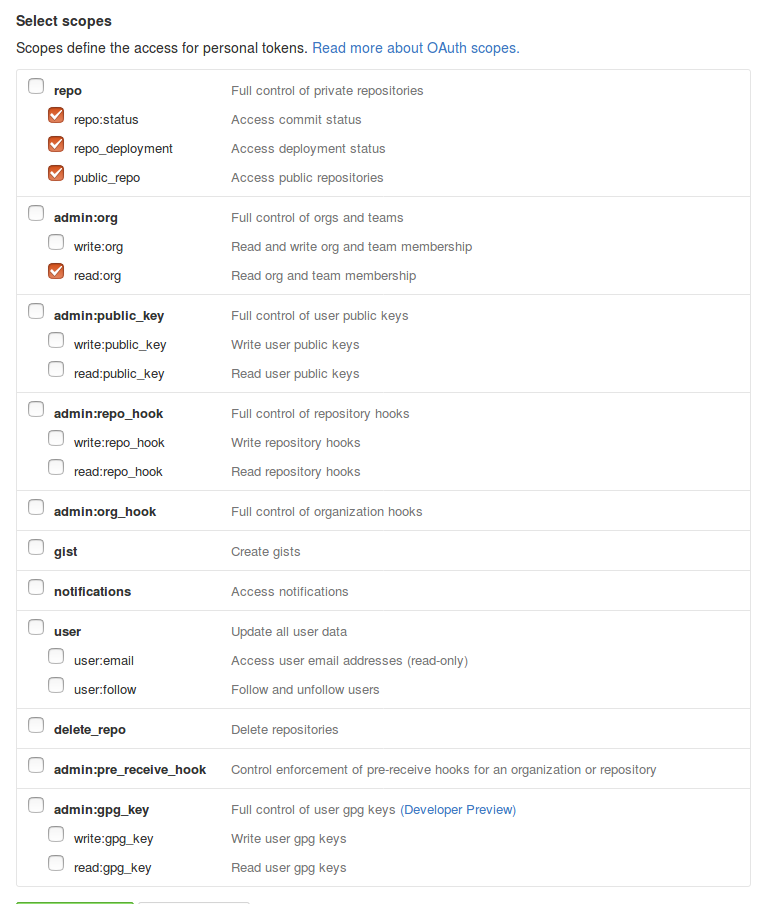 Select scopes
Scopes define the access for personal tokens. Read more about OAuth scopes.
repo Full control of private repositories
repo:status Access commit status
repo_deployment Access deployment status
public_repo Access public repositories
admin:org Full control of orgs and teams
write:org Read and write org and team membership
read:org Read org and team membership
admin:public_key Full control of user public keys
write:public_key Write user public keys
read:public_key Read user public keys
admin:repo_hook Full control of repository hooks
write:repo_hook Write repository hooks
read:repo_hook Read repository hooks
admin:org_hook Full control of organization hooks
gist Create gists
notifications Access notifications
user Update all user data
user:email Access user email addresses (read-only)
user:follow Follow and unfollow users
delete_repo Delete repositories
admin:pre_receive_hook Control enforcement of pre-receive hooks for an organization or repository
admin:gpg_key Full control of user gpg keys (Developer Preview)
write:gpg_key Write user gpg keys
read:gpg_key Read user gpg keys